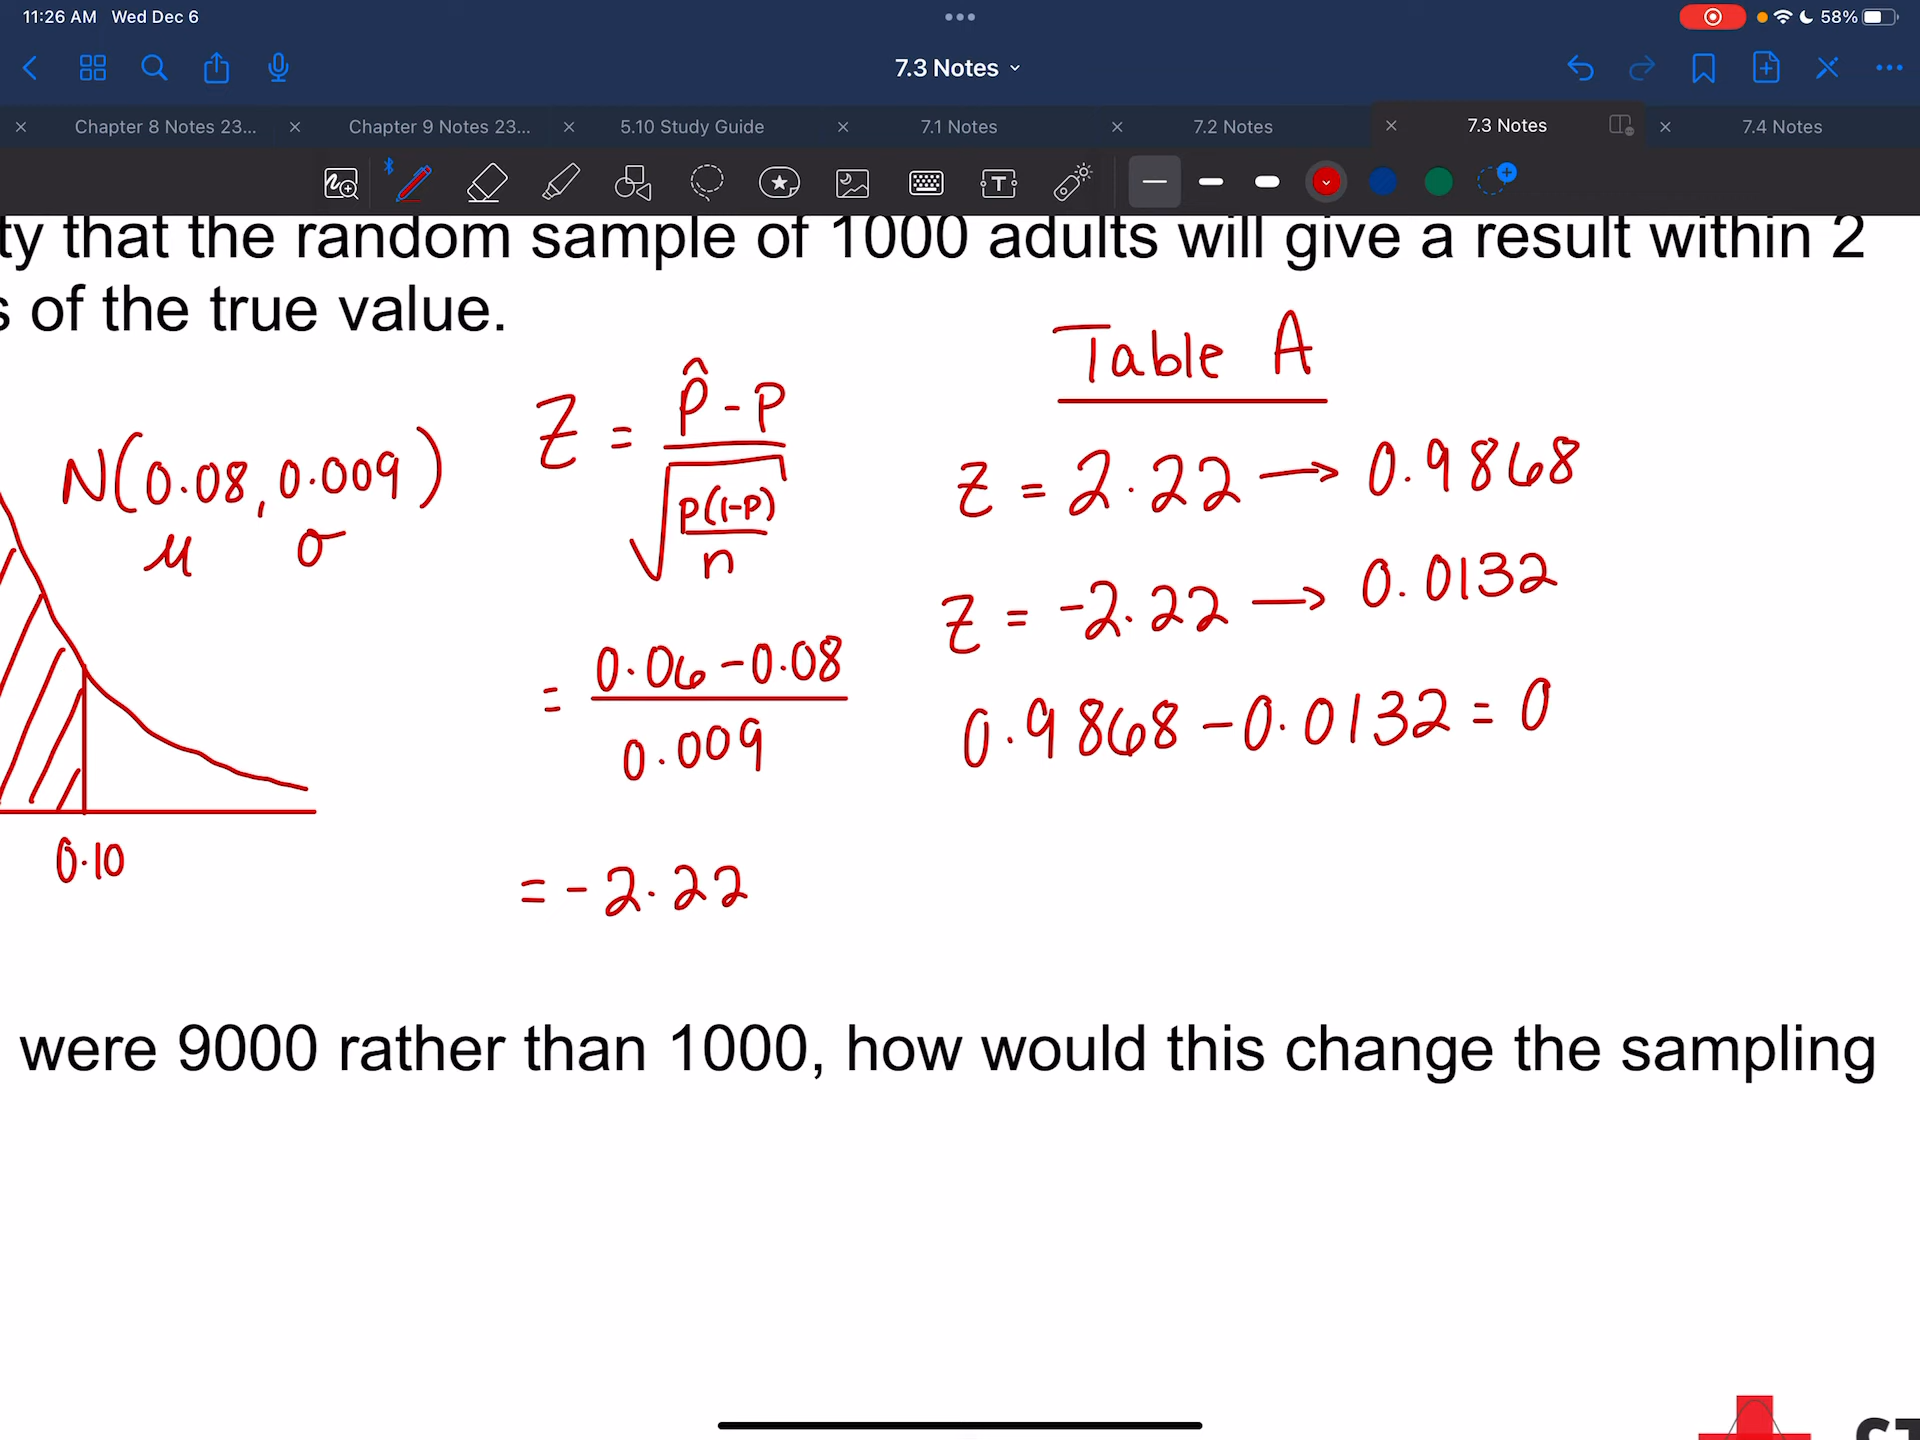 11:26 AM Wed Dec 6
58%
7.3 Notes
Chapter 8 Notes 23...
Chapter 9 Notes 23...
5.10 Study Guide
7.1 Notes
7.2 Notes
7.3 Notes
7.4 Notes
ty that the random sample of 1000 adults will give a result within 2
s of the true value.
N(0.08, 0.009)
μ σ
0.10
Z = (p̂ - p) / √(p(1-p)/n)
= (0.06 - 0.08) / 0.009
= -2.22
Table A
Z = 2.22 → 0.9868
Z = -2.22 → 0.0132
0.9868 - 0.0132 = 0
were 9000 rather than 1000, how would this change the sampling